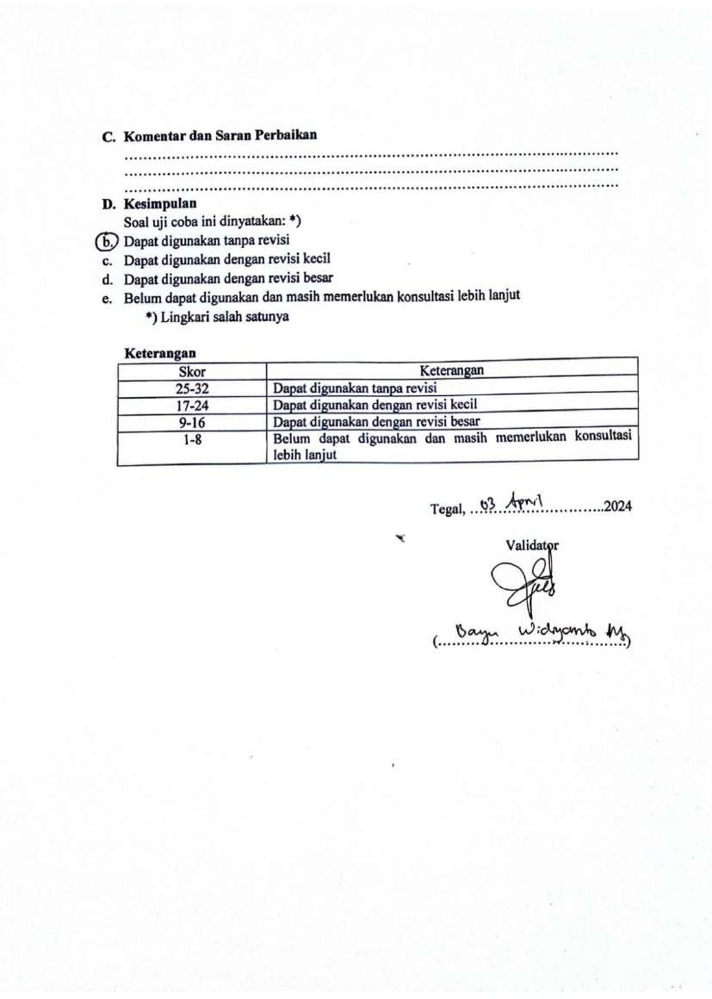 C. Komentar dan Saran Perbaikan
..........................................................................................................
..........................................................................................................
..........................................................................................................
D. Kesimpulan
Soal uji coba ini dinyatakan: *)
b. Dapat digunakan tanpa revisi
c. Dapat digunakan dengan revisi kecil
d. Dapat digunakan dengan revisi besar
e. Belum dapat digunakan dan masih memerlukan konsultasi lebih lanjut
*) Lingkari salah satunya
Keterangan
Skor Keterangan
25-32 Dapat digunakan tanpa revisi
17-24 Dapat digunakan dengan revisi kecil
9-16 Dapat digunakan dengan revisi besar
1-8 Belum dapat digunakan dan masih memerlukan konsultasi
lebih lanjut
Tegal, 03 April 2024
Validator
(Bayu Widiyanto)